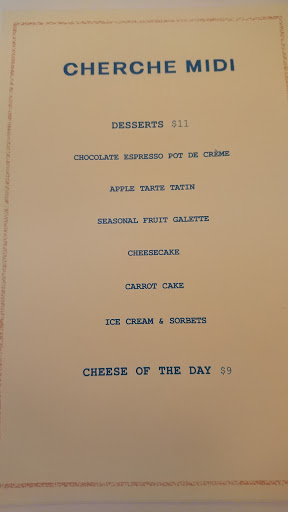 CHERCHE MIDI
DESSERTS $11
CHOCOLATE ESPRESSO POT DE CRÈME
APPLE TARTE TATIN
SEASONAL FRUIT GALETTE
CHEESECAKE
CARROT CAKE
ICE CREAM & SORBETS
CHEESE OF THE DAY $9